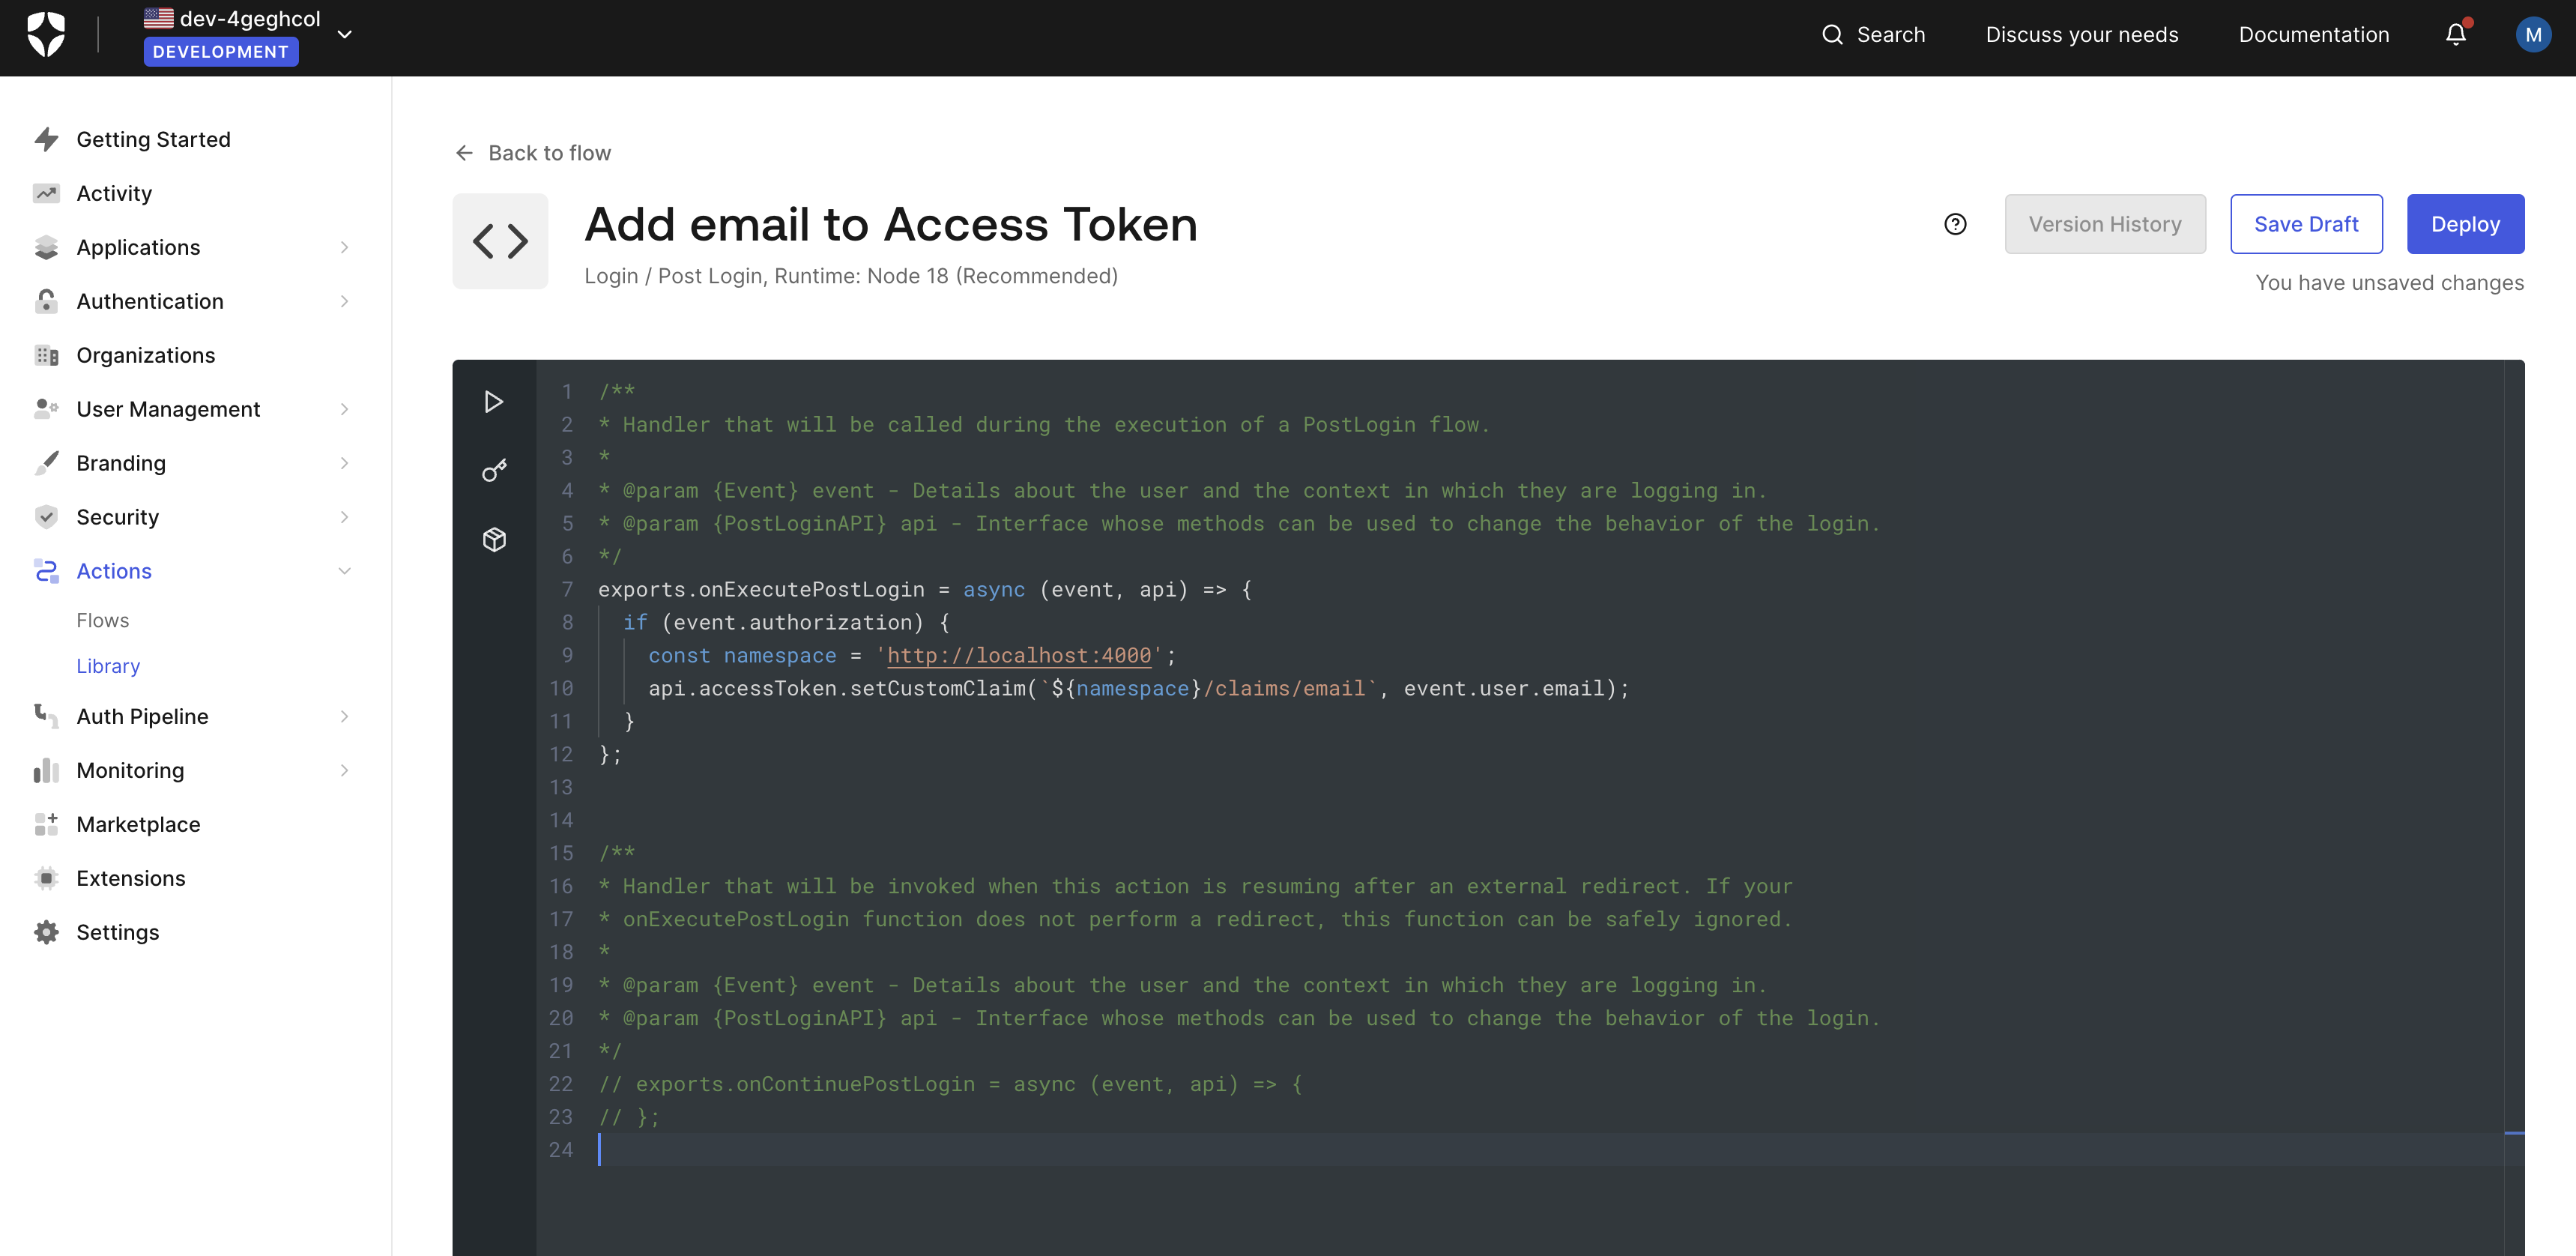 dev-4geghcol
DEVELOPMENT
Search
Discuss your needs
Documentation
M
Getting Started
Activity
Applications
Authentication
Organizations
User Management
Branding
Security
Actions
Flows
Library
Auth Pipeline
Monitoring
Marketplace
Extensions
Settings
Back to flow
Add email to Access Token
Login / Post Login, Runtime: Node 18 (Recommended)
Version History
Save Draft
Deploy
You have unsaved changes
1 /**
2 * Handler that will be called during the execution of a PostLogin flow.
3 *
4 * @param {Event} event - Details about the user and the context in which they are logging in.
5 * @param {PostLoginAPI} api - Interface whose methods can be used to change the behavior of the login.
6 */
7 exports.onExecutePostLogin = async (event, api) => {
8   if (event.authorization) {
9     const namespace = 'http://localhost:4000';
10     api.accessToken.setCustomClaim(`${namespace}/claims/email`, event.user.email);
11   }
12 };
13
14
15 /**
16 * Handler that will be invoked when this action is resuming after an external redirect. If your
17 * onExecutePostLogin function does not perform a redirect, this function can be safely ignored.
18 *
19 * @param {Event} event - Details about the user and the context in which they are logging in.
20 * @param {PostLoginAPI} api - Interface whose methods can be used to change the behavior of the login.
21 */
22 // exports.onContinuePostLogin = async (event, api) => {
23 // };
24